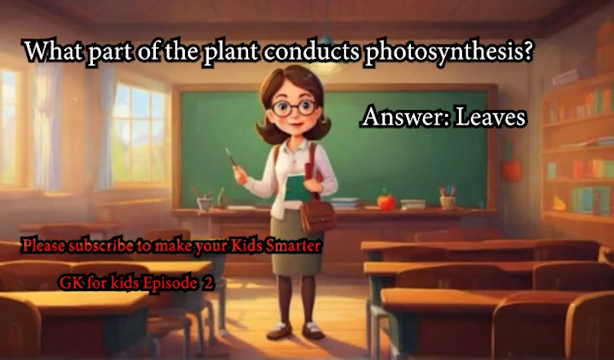 What part of the plant conducts photosynthesis?
Answer: Leaves
Please subscribe to make your Kids Smarter
GK for kids Episode 2